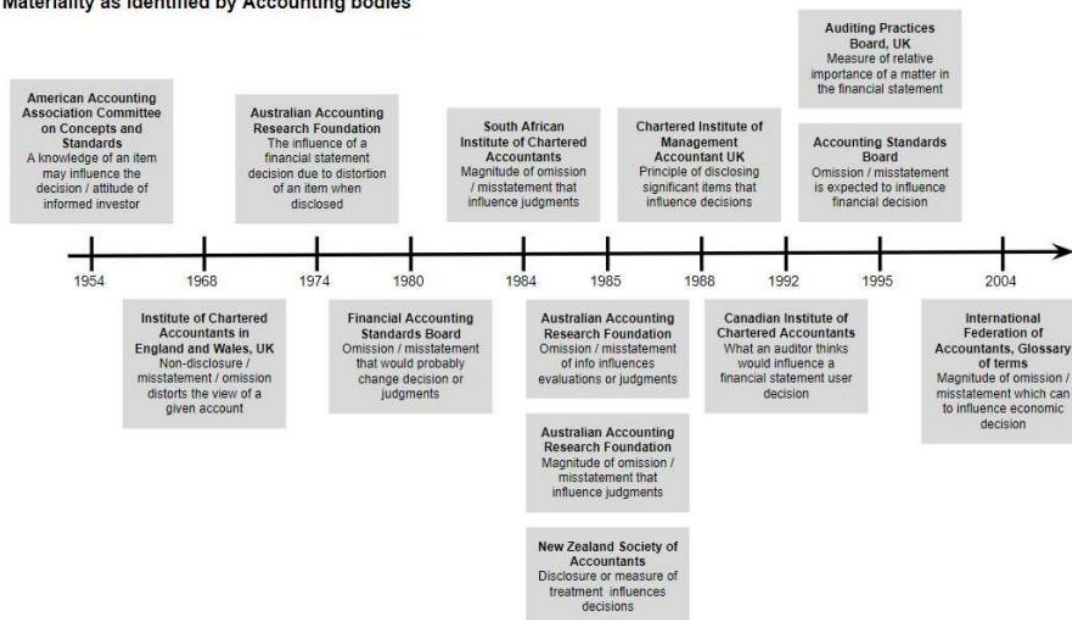 Materiality as identified by Accounting bodies
Auditing Practices
Board, UK
Measure of relative
importance of a matter in
the financial statement
American Accounting
Association Committee
on Concepts and
Standards
A knowledge of an item
may influence the
decision / attitude of
informed investor
Australian Accounting
Research Foundation
The influence of a
financial statement
decision due to distortion
of an item when
disclosed
South African
Institute of Chartered
Accountants
Magnitude of omission
/ misstatement that
influence judgments
Chartered Institute of
Management
Accountant UK
Principle of disclosing
significant items that
influence decisions
Accounting Standards
Board
Omission / misstatement
is expected to influence
financial decision
1954
1968
1974
1980
1984
1985
1988
1992
1995
2004
Institute of Chartered
Accountants in
England and Wales, UK
Non-disclosure /
misstatement / omission
distorts the view of a
given account
Financial Accounting
Standards Board
Omission / misstatement
that would probably
change decision or
judgments
Australian Accounting
Research Foundation
Omission / misstatement
of info influences
evaluations or judgments
Australian Accounting
Research Foundation
Magnitude of omission /
misstatement that
influence judgments
New Zealand Society of
Accountants
Disclosure or measure of
treatment influences
decisions
Canadian Institute of
Chartered Accountants
What an auditor thinks
would influence a
financial statement user
decision
International
Federation of
Accountants, Glossary
of terms
Magnitude of omission /
misstatement which can
to influence economic
decision